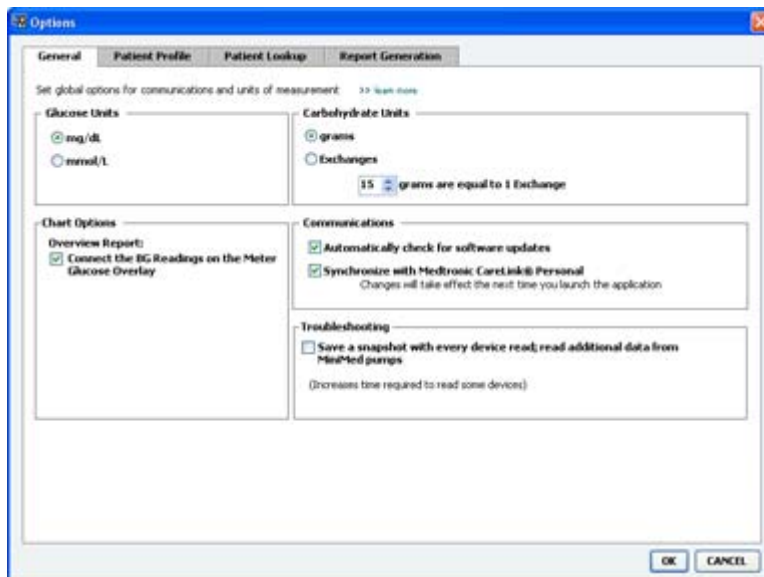 Options
General Patient Profile Patient Lookup Report Generation
Set global options for communications and units of measurement >> learn more
Glucose Units
mg/dL
mmol/L
Carbohydrate Units
grams
Exchanges
15 grams are equal to 1 Exchange
Chart Options
Overview Report:
Connect the BG Readings on the Meter
Glucose Overlay
Communications
Automatically check for software updates
Synchronize with Medtronic CareLink® Personal
Changes will take effect the next time you launch the application
Troubleshooting
Save a snapshot with every device read; read additional data from
MiniMed pumps
(Increases time required to read some devices)
OK CANCEL